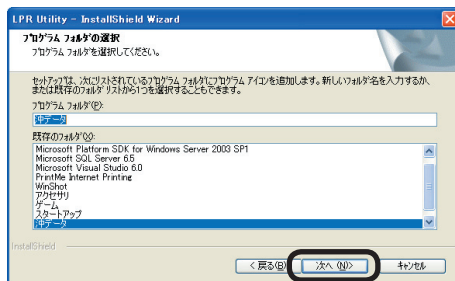 LPR Utility - InstallShield Wizard
プログラム フォルダの選択
プログラム フォルダを選択してください。
セットアップは、次にリストされているプログラム フォルダにプログラム アイコンを追加します。新しいフォルダ名を入力するか、
または既存のフォルダ リストから1つを選択することもできます。
プログラム フォルダ(P):
沖データ
既存のフォルダ(X):
Microsoft Platform SDK for Windows Server 2003 SP1
Microsoft SQL Server 6.5
Microsoft Visual Studio 6.0
PrintMe Internet Printing
WinShot
アクセサリ
ゲーム
スタートアップ
沖データ
InstallShield
< 戻る(B)
次へ (N)>
キャンセル